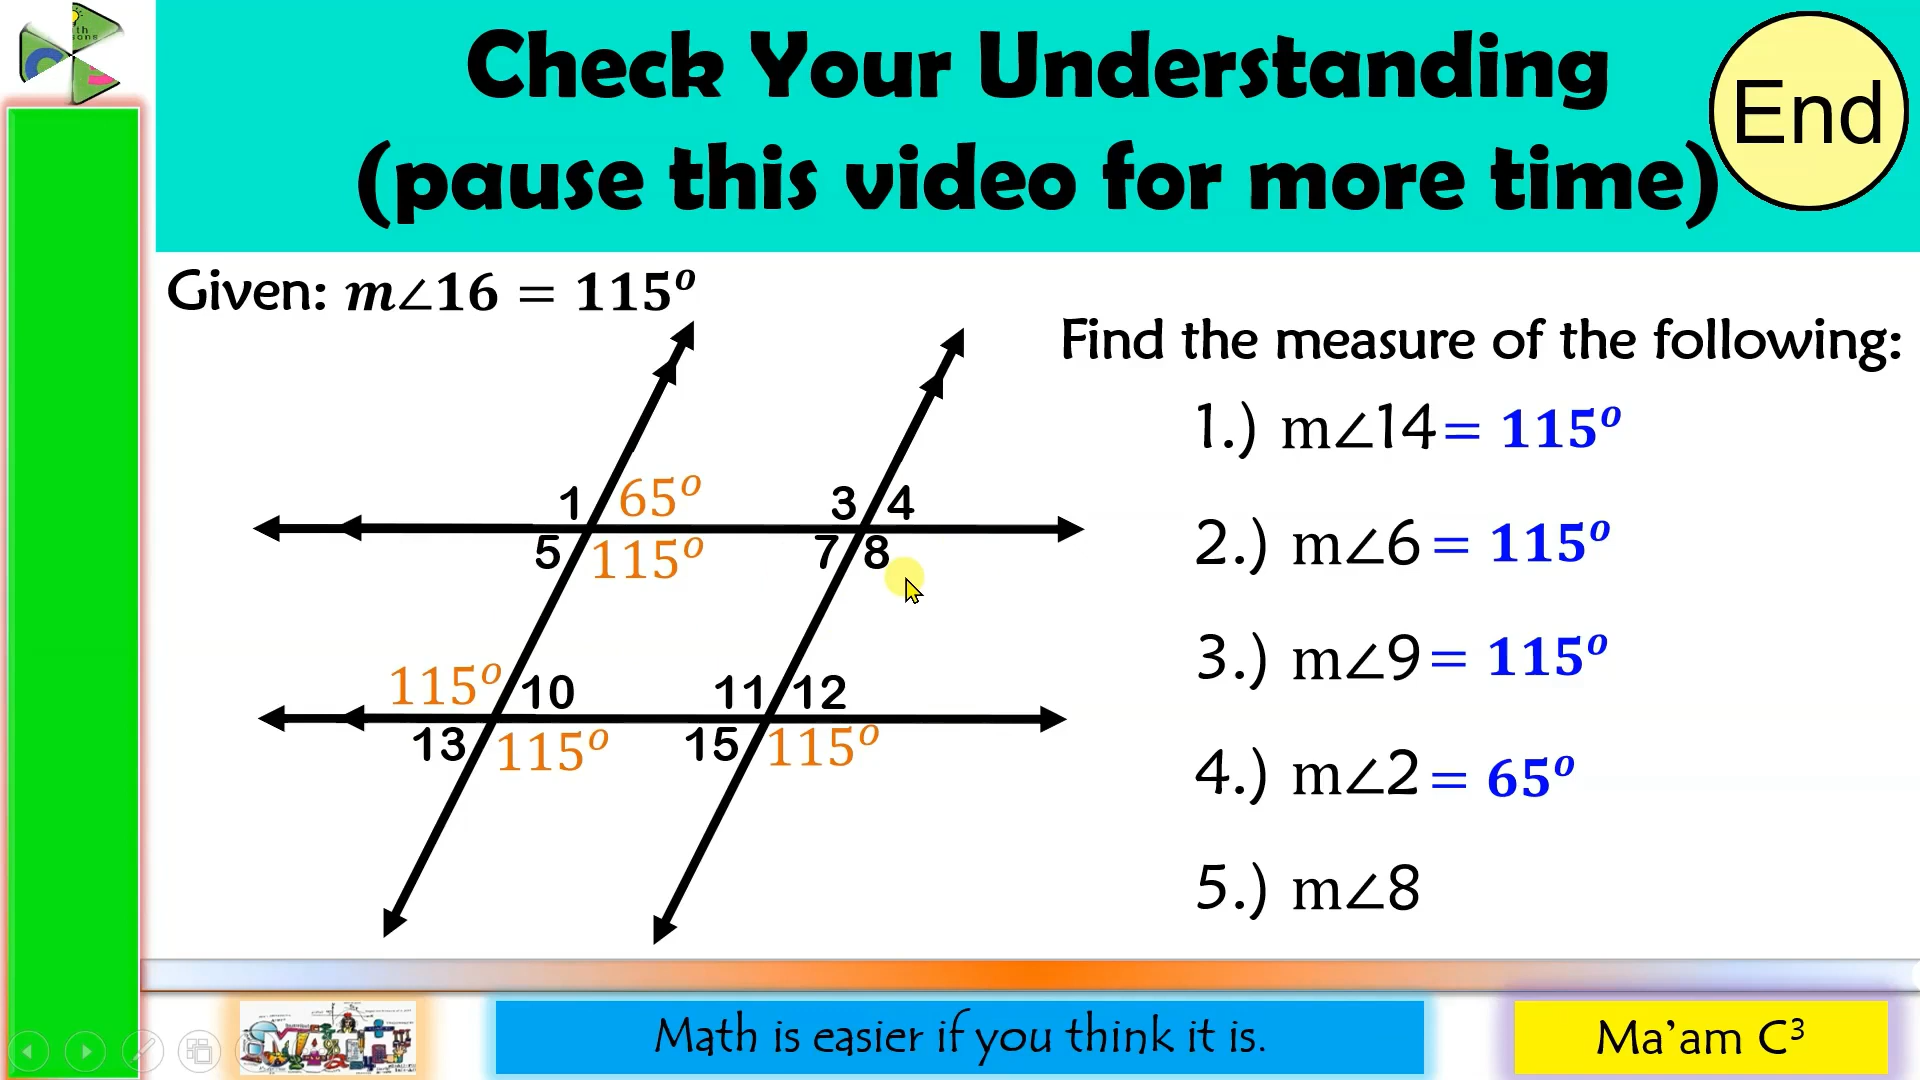 th
sons
Check Your Understanding
(pause this video for more time)
End
Given: m∠16 = 115°
Find the measure of the following:
1.) m∠14 = 115°
2.) m∠6 = 115°
3.) m∠9 = 115°
4.) m∠2 = 65°
5.) m∠8
1 65° 3 4
5 115° 7 8
115° 10 11 12
13 115° 15 115°
MATH
Math is easier if you think it is.
Ma'am C³